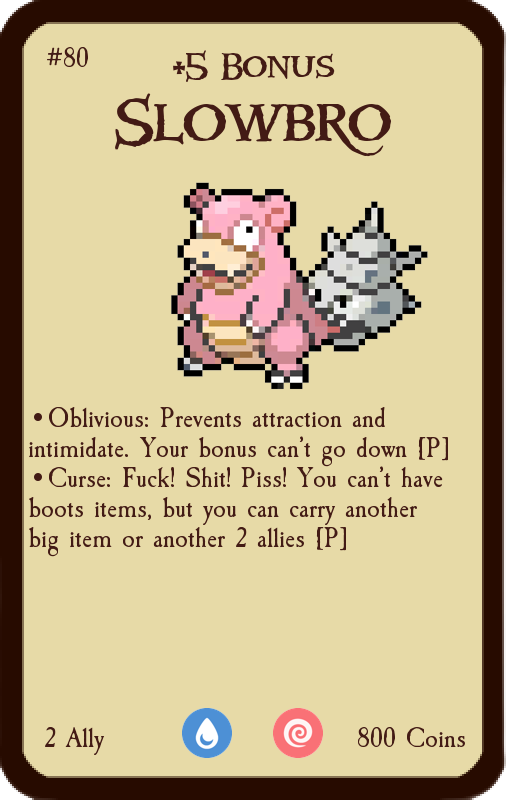 #80
+5 Bonus
Slowbro
•Oblivious: Prevents attraction and
intimidate. Your bonus can't go down [P]
•Curse: Fuck! Shit! Piss! You can't have
boots items, but you can carry another
big item or another 2 allies [P]
2 Ally
800 Coins